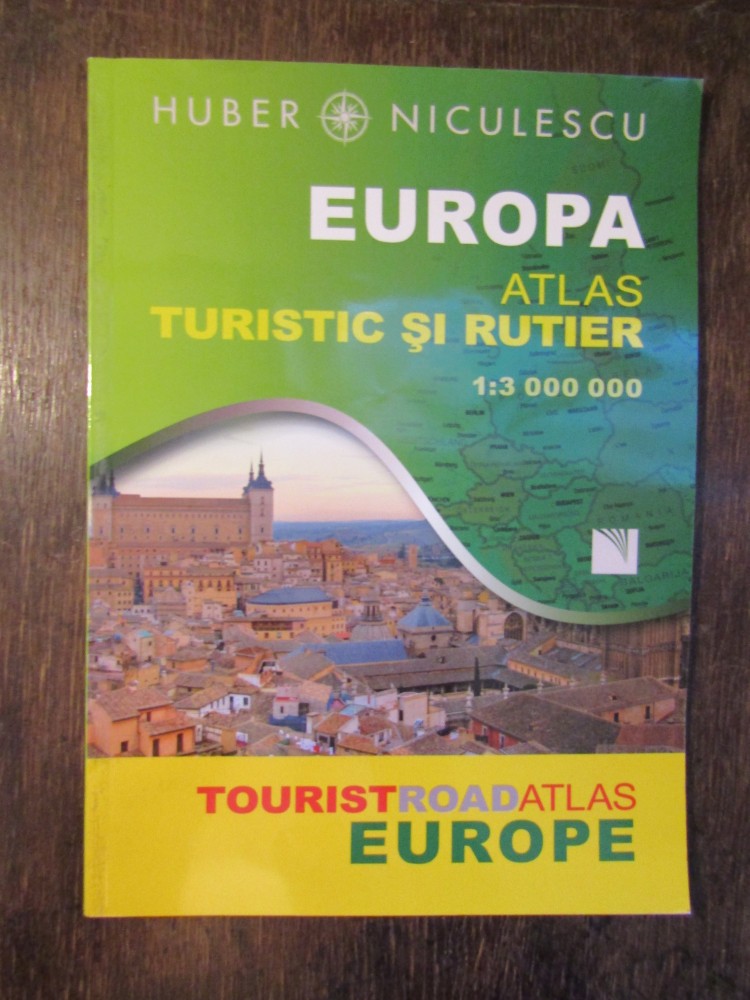 HUBER NICULESCU
EUROPA
ATLAS
TURISTIC ŞI RUTIER
1:3 000 000
TOURISTROADATLAS
EUROPE